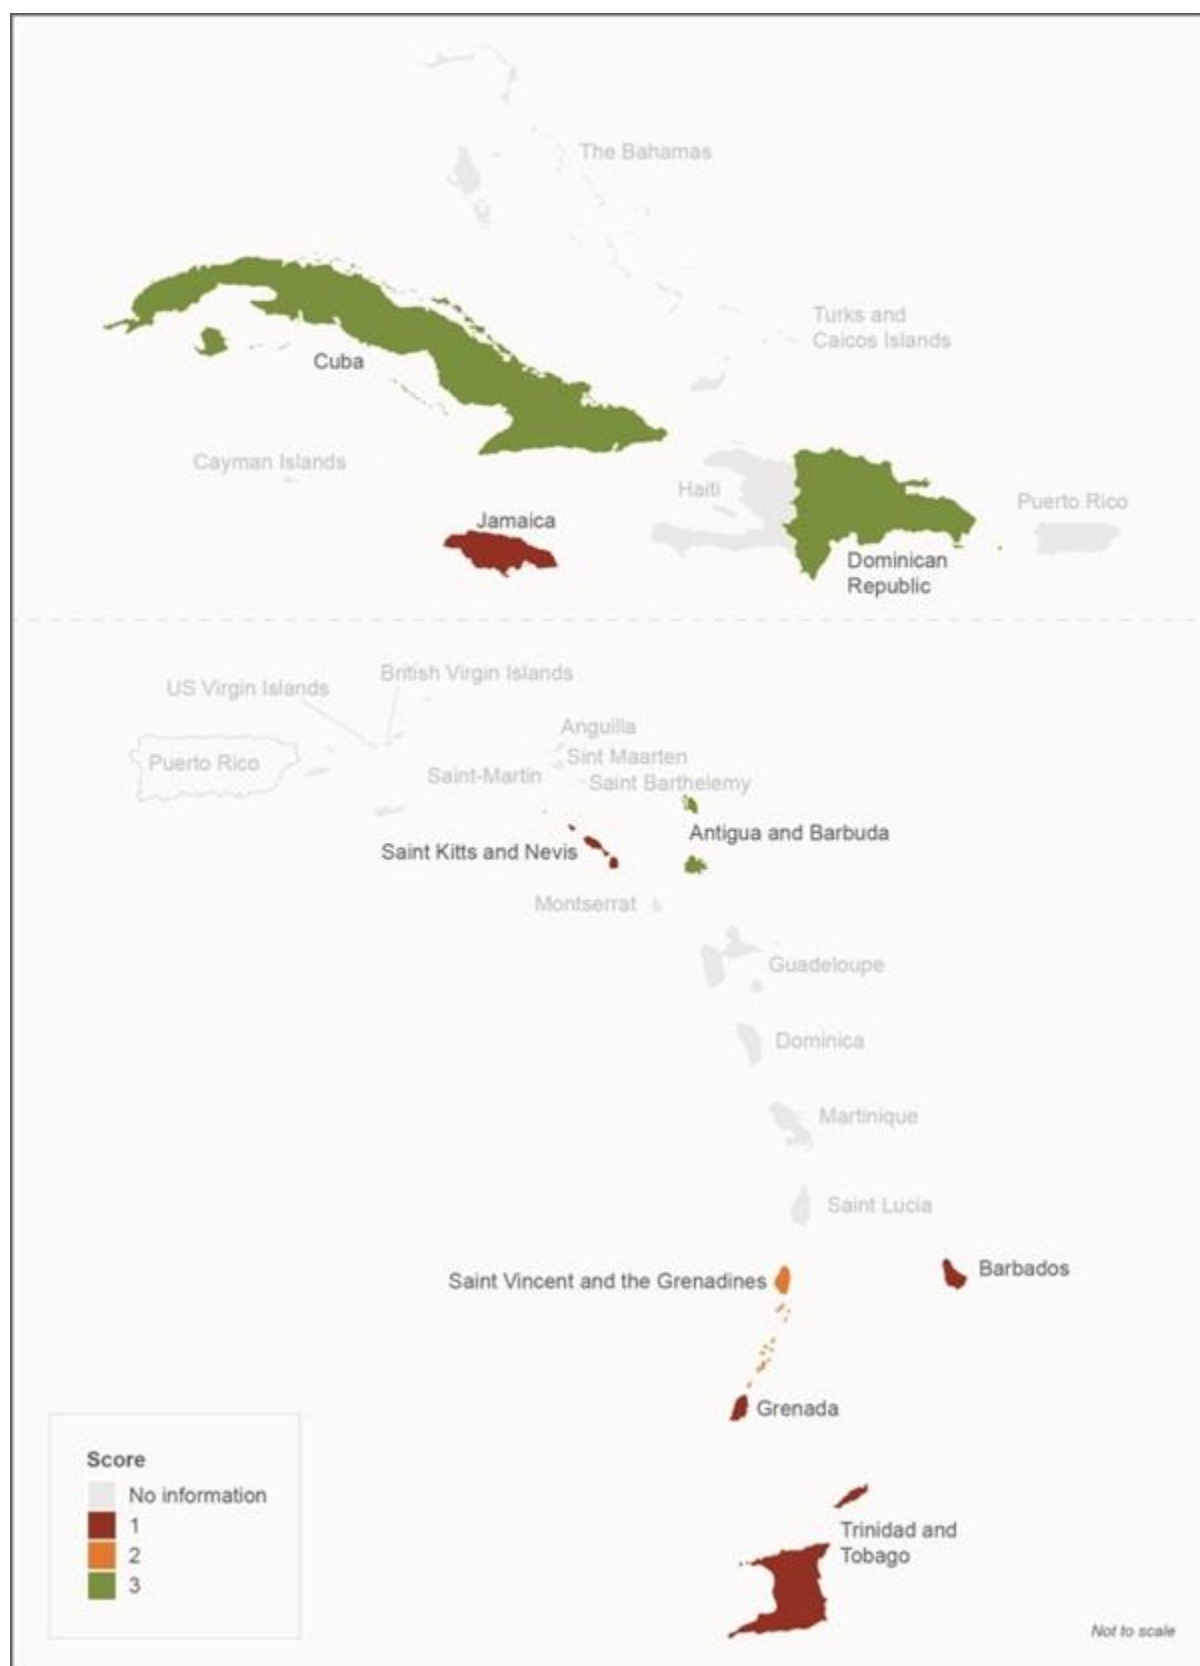 The Bahamas
Turks and
Caicos Islands
Cuba
Cayman Islands
Haiti
Puerto Rico
Jamaica
Dominican
Republic
British Virgin Islands
US Virgin Islands
Anguilla
Sint Maarten
Puerto Rico
Saint-Martin
Saint Barthelemy
Antigua and Barbuda
Saint Kitts and Nevis
Montserrat
Guadeloupe
Dominica
Martinique
Saint Lucia
Barbados
Saint Vincent and the Grenadines
Grenada
Score
No information
1
2
3
Trinidad and
Tobago
Not to scale